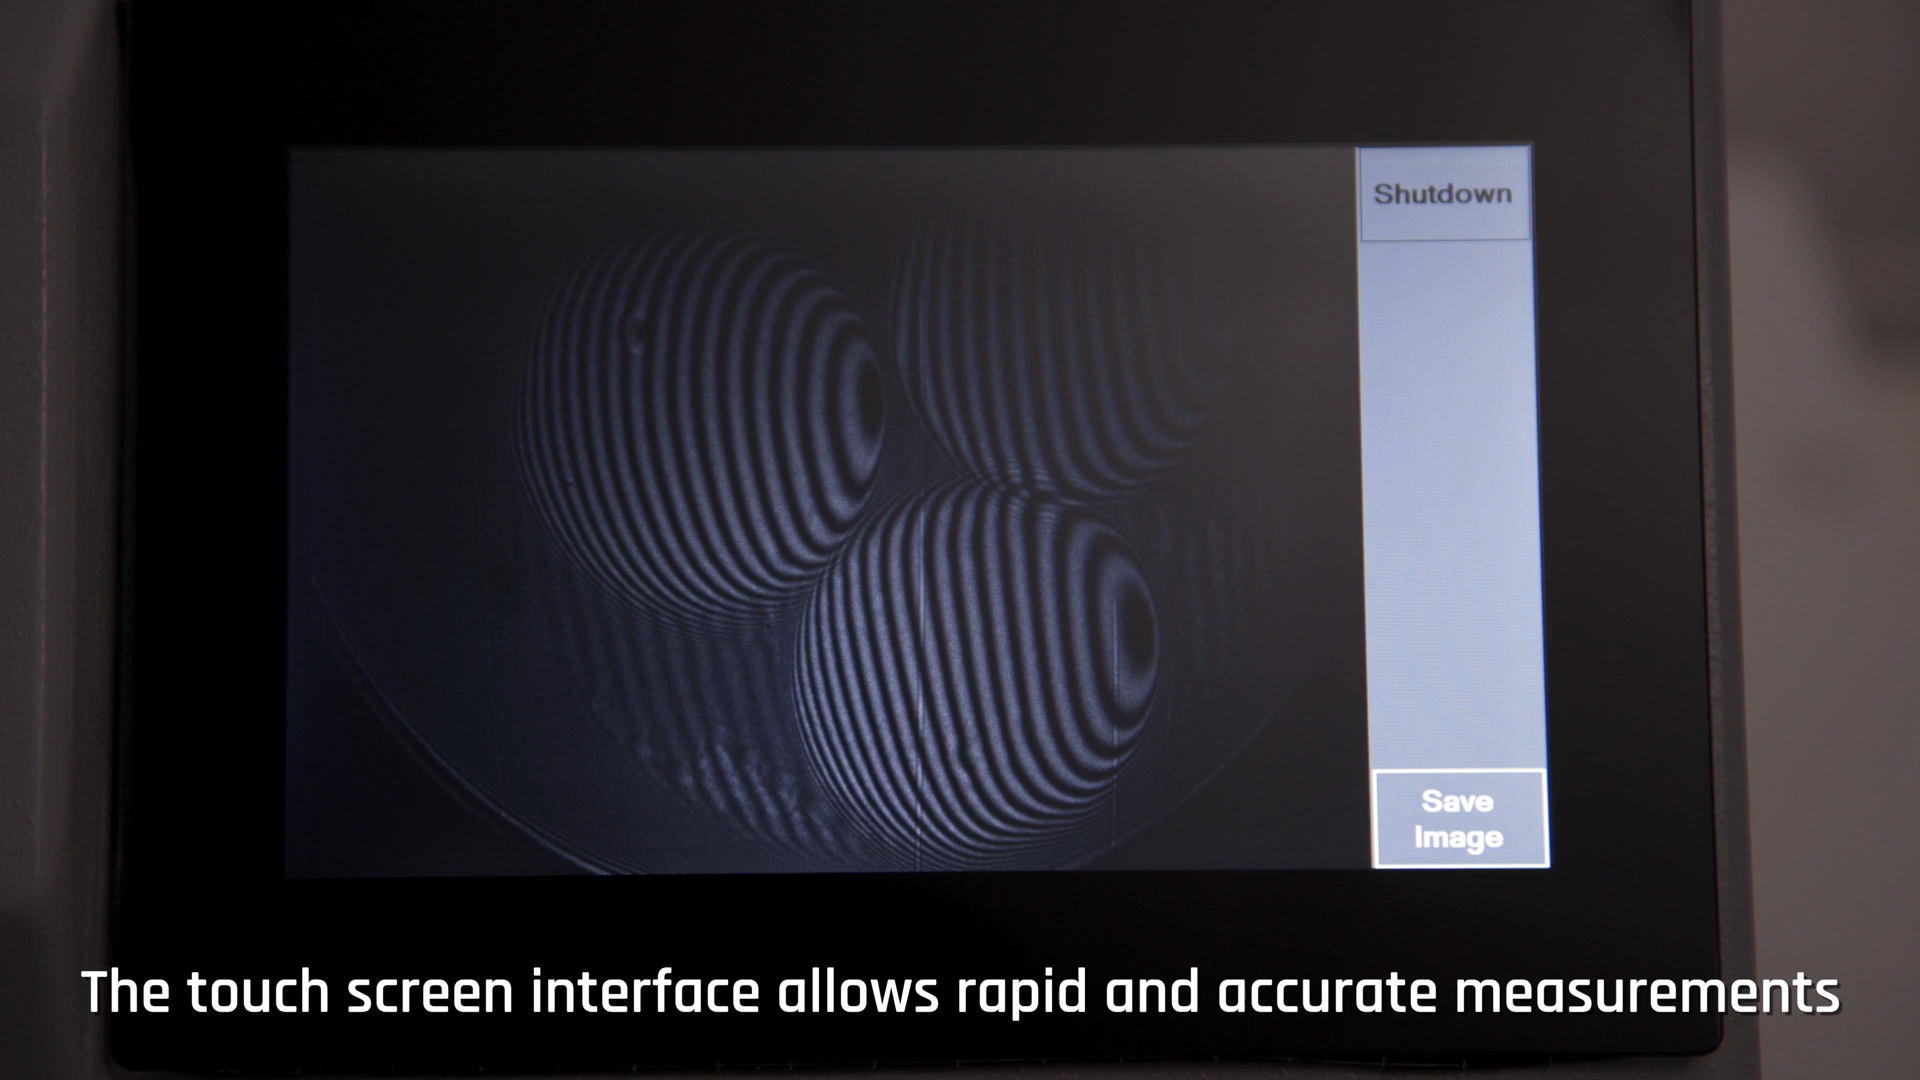 Shutdown
Save
Image
The touch screen interface allows rapid and accurate measurements